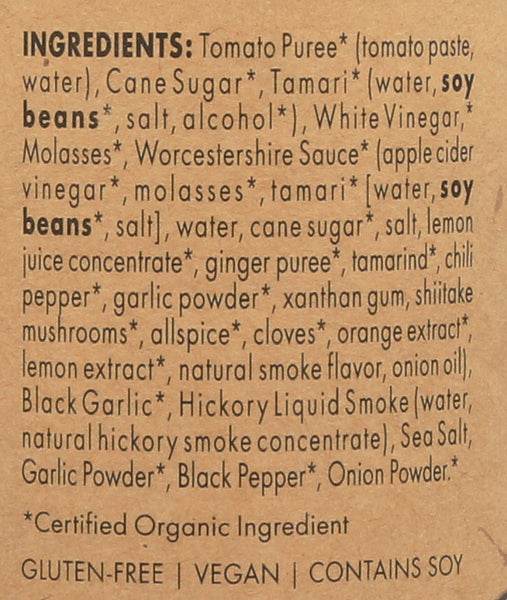 INGREDIENTS: Tomato Puree* (tomato paste,
water), Cane Sugar*, Tamari* (water, soy
beans*, salt, alcohol*), White Vinegar,*
Molasses*, Worcestershire Sauce* (apple cider
vinegar*, molasses*, tamari* [water, soy
beans*, salt], water, cane sugar*, salt, lemon
juice concentrate*, ginger puree*, tamarind*, chili
pepper*, garlic powder*, xanthan gum, shiitake
mushrooms*, allspice*, cloves*, orange extract*,
lemon extract*, natural smoke flavor, onion oil),
Black Garlic*, Hickory Liquid Smoke (water,
natural hickory smoke concentrate), Sea Salt,
Garlic Powder*, Black Pepper*, Onion Powder.*
*Certified Organic Ingredient
GLUTEN-FREE | VEGAN | CONTAINS SOY